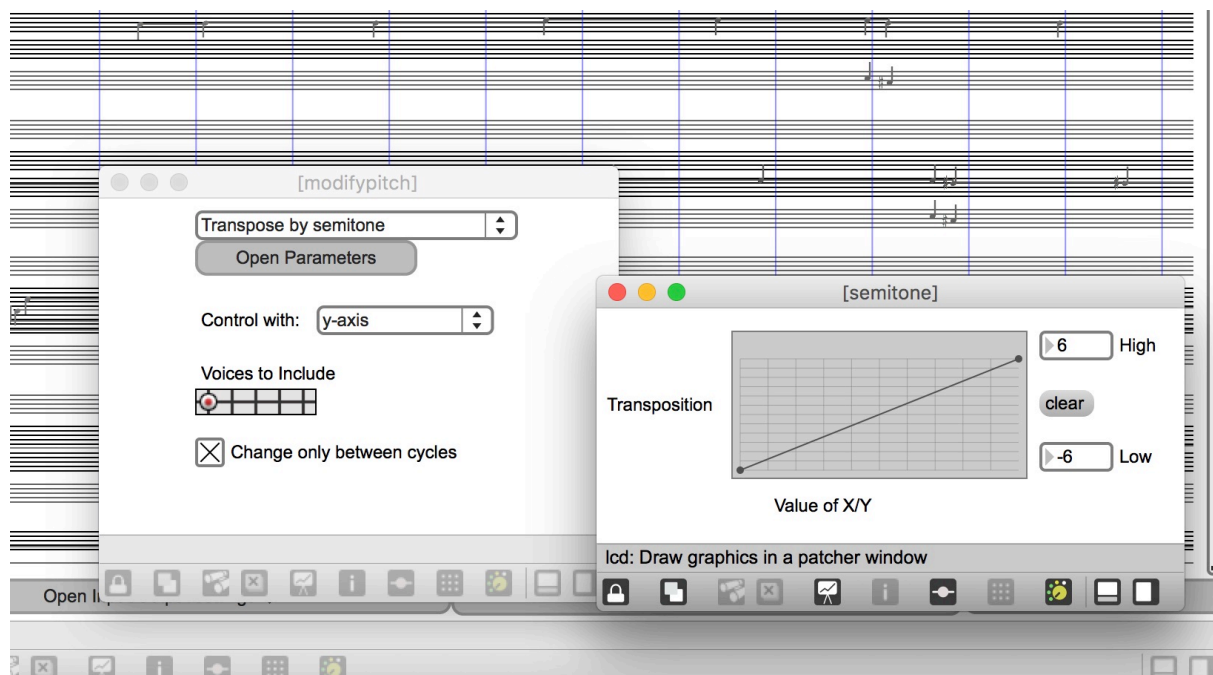 [modifypitch]
Transpose by semitone
Open Parameters
Control with: y-axis
Voices to Include
Change only between cycles
[semitone]
6 High
Transposition
clear
-6 Low
Value of X/Y
lcd: Draw graphics in a patcher window
Open